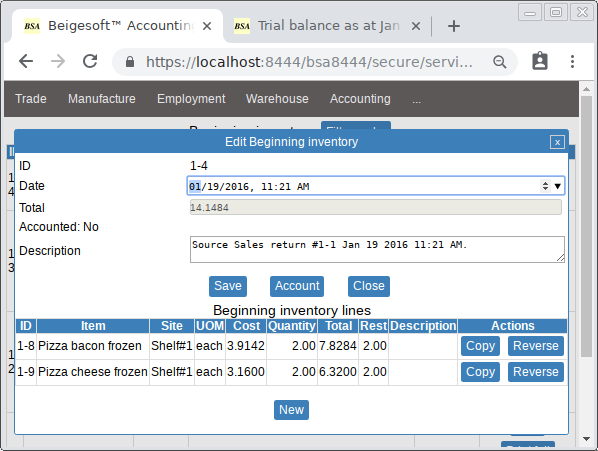 BSA Beigesoft™ Accountin
BSA Trial balance as at Jan
https://localhost:8444/bsa8444/secure/servi...
Trade Manufacture Employment Warehouse Accounting ...
Edit Beginning inventory x
ID 1-4
Date 01/19/2016, 11:21 AM
Total 14.1484
Accounted: No
Description Source Sales return #1-1 Jan 19 2016 11:21 AM.
Save Account Close
Beginning inventory lines
ID Item Site UOM Cost Quantity Total Rest Description Actions
1-8 Pizza bacon frozen Shelf#1 each 3.9142 2.00 7.8284 2.00 Copy Reverse
1-9 Pizza cheese frozen Shelf#1 each 3.1600 2.00 6.3200 2.00 Copy Reverse
New